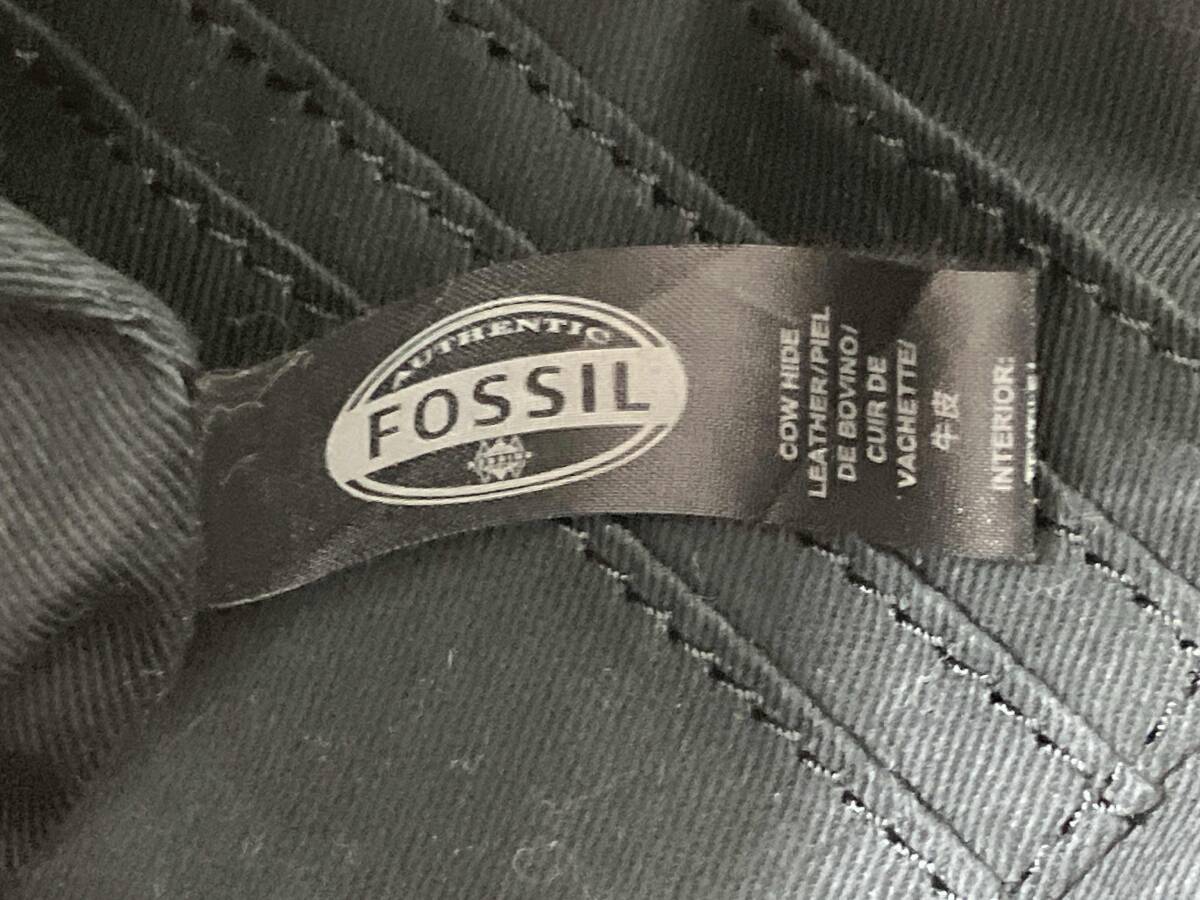 AUTHENTIC
FOSSIL
COW HIDE
LEATHER/PIEL
DE BOVINO/
CUIR DE
VACHETTE/
牛皮
INTERIOR: